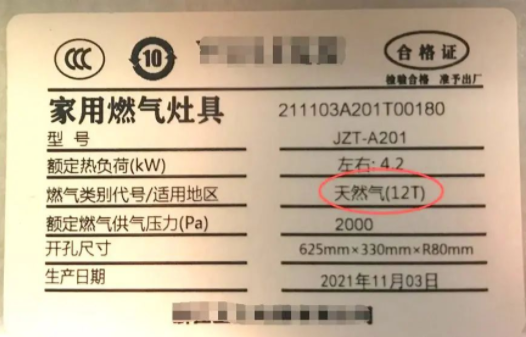 CCC
10
合格证
检验合格 准予出厂
家用燃气灶具 211103A201T00180
型号 JZT-A201
额定热负荷(kW) 左右: 4.2
燃气类别代号/适用地区 天然气(12T)
额定燃气供气压力(Pa) 2000
开孔尺寸 625mm×330mm×R80mm
生产日期 2021年11月03日